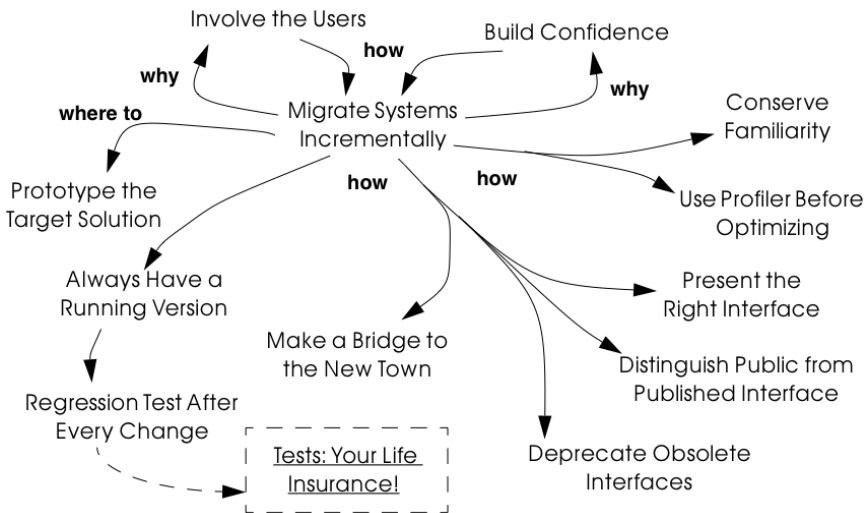 Involve the Users
how
Build Confidence
why
why
where to
Migrate Systems
Incrementally
Conserve
Familiarity
how
how
Prototype the
Target Solution
Use Profiler Before
Optimizing
Always Have a
Running Version
Present the
Right Interface
Make a Bridge to
the New Town
Distinguish Public from
Published Interface
Regression Test After
Every Change
Tests: Your Life
Insurance!
Deprecate Obsolete
Interfaces